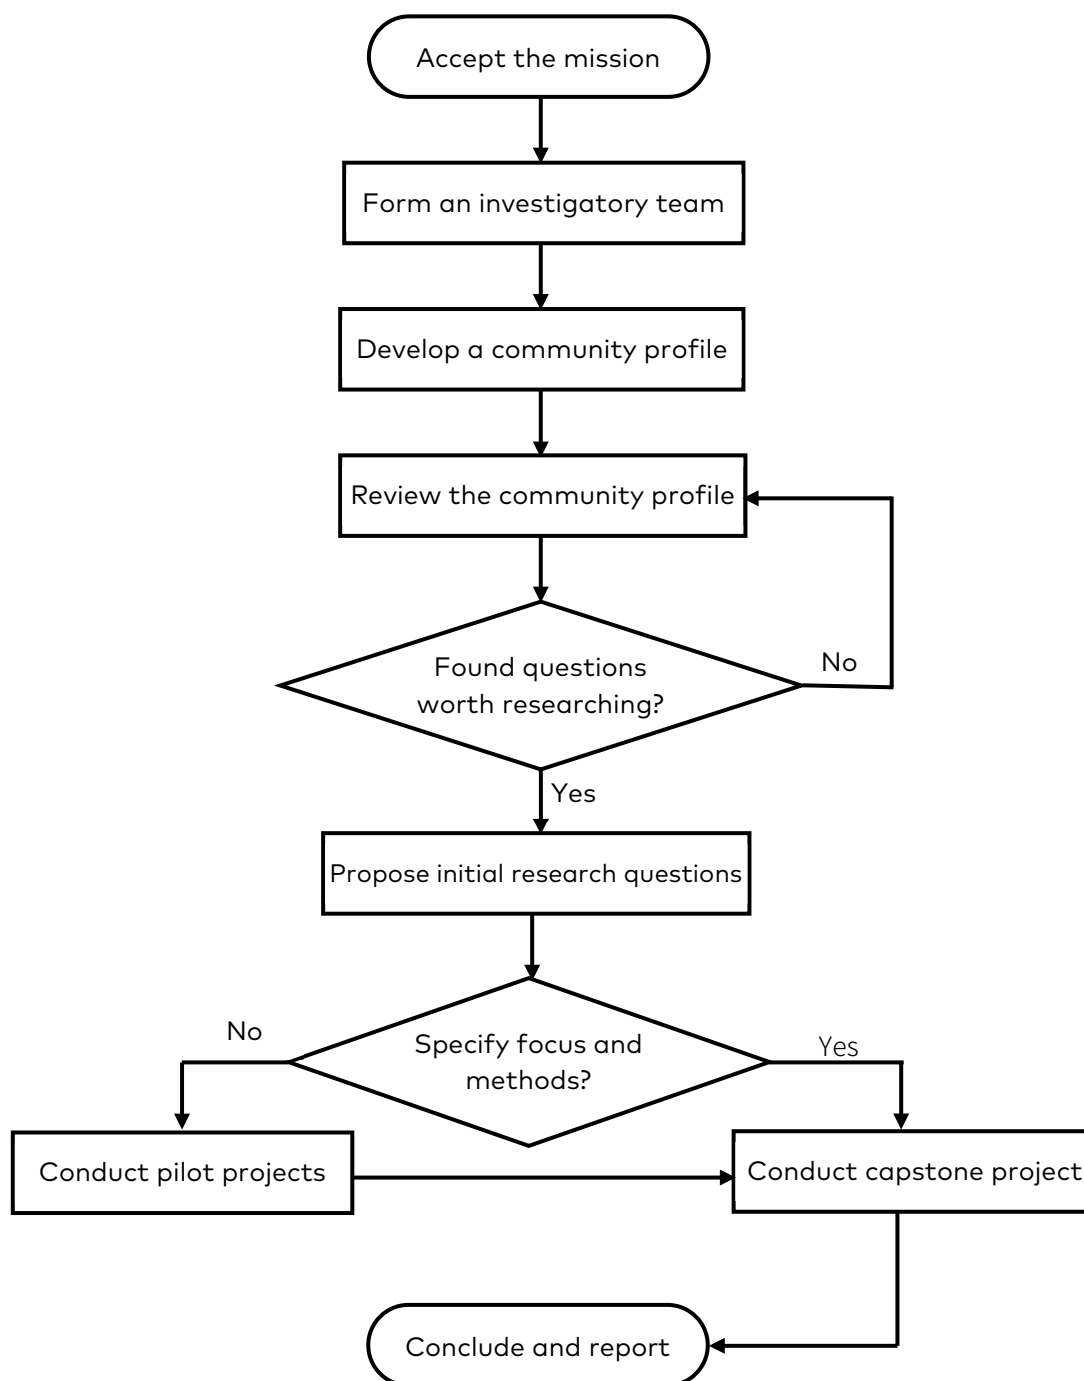 Accept the mission
Form an investigatory team
Develop a community profile
Review the community profile
Found questions
worth researching?
No
Yes
Propose initial research questions
Specify focus and
methods?
No
Yes
Conduct pilot projects
Conduct capstone project
Conclude and report